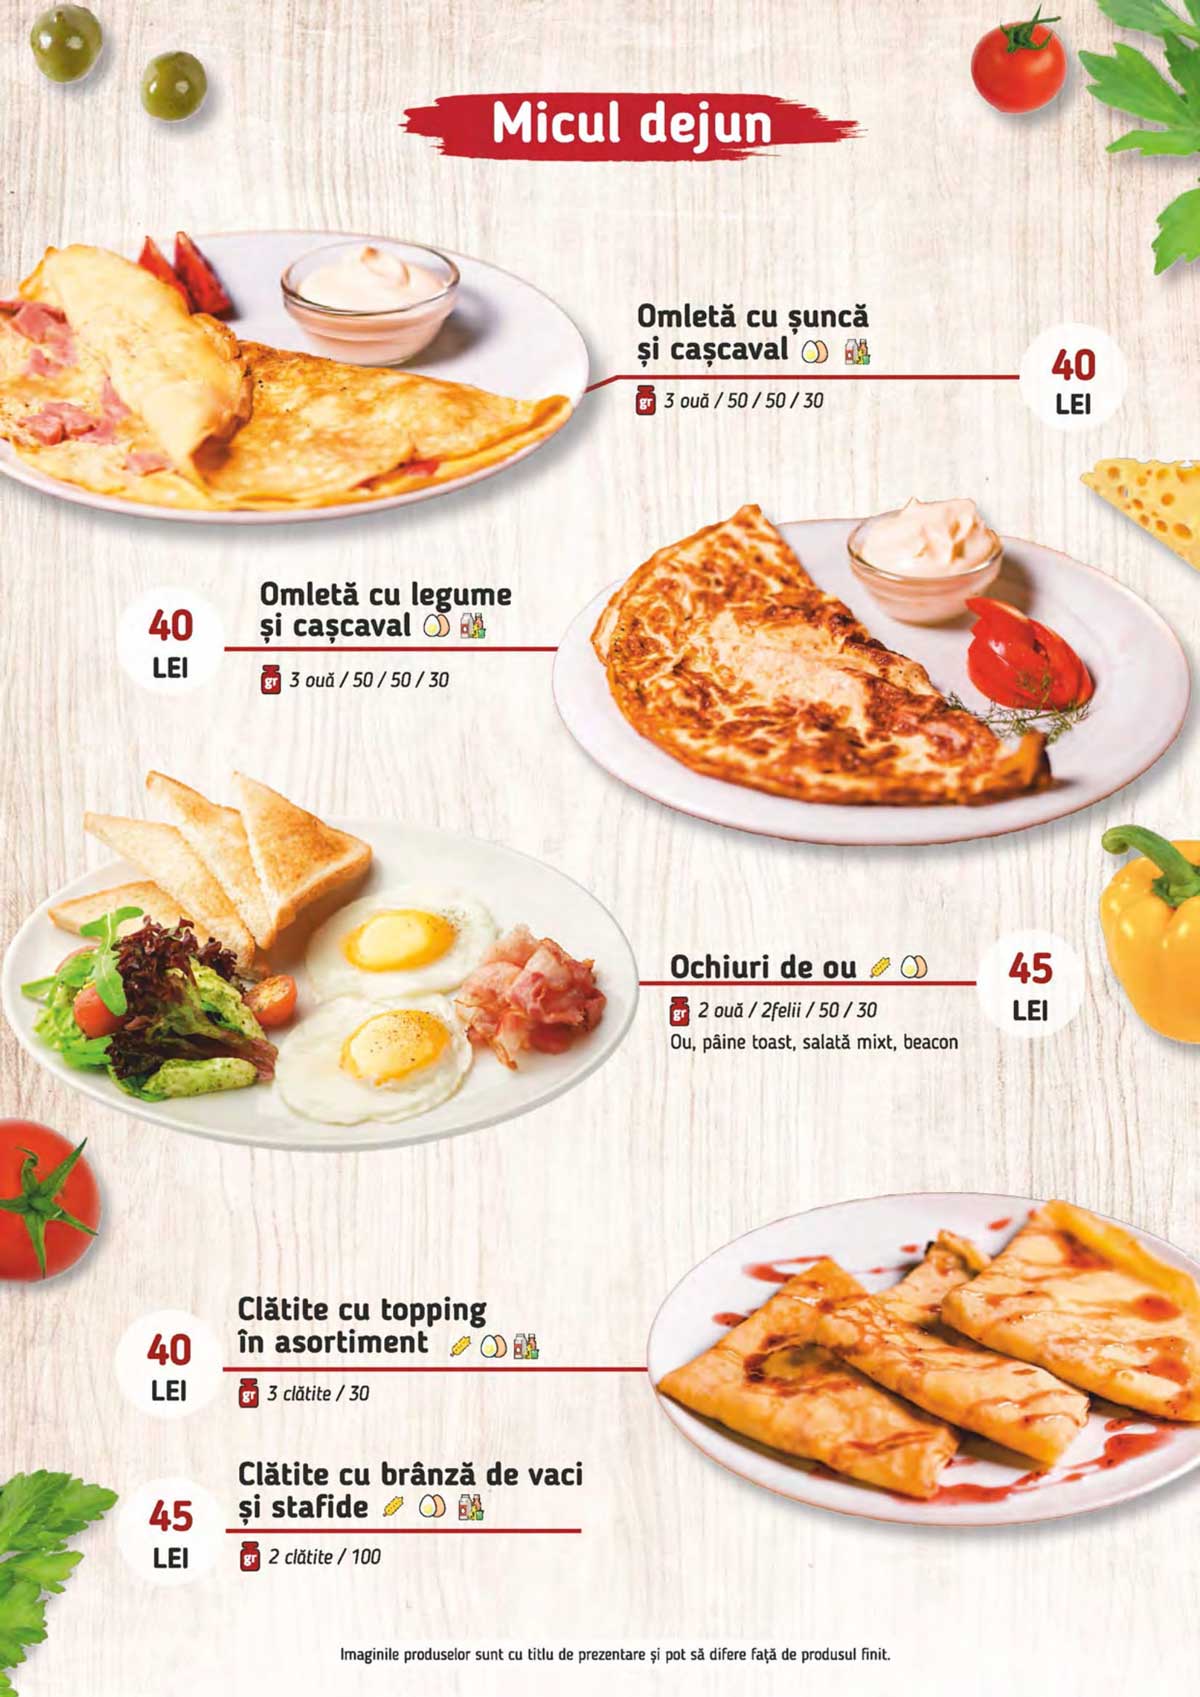 Micul dejun
Omletă cu șuncă
și cașcaval
gr 3 ouă / 50 / 50 / 30
40
LEI
Omletă cu legume
și cașcaval
gr 3 ouă / 50 / 50 / 30
40
LEI
Ochiuri de ou
gr 2 ouă / 2felii / 50 / 30
Ou, pâine toast, salată mixt, beacon
45
LEI
Clătite cu topping
în asortiment
gr 3 clătite / 30
40
LEI
Clătite cu brânză de vaci
și stafide
gr 2 clătite / 100
45
LEI
Imaginile produselor sunt cu titlu de prezentare și pot să difere față de produsul finit.